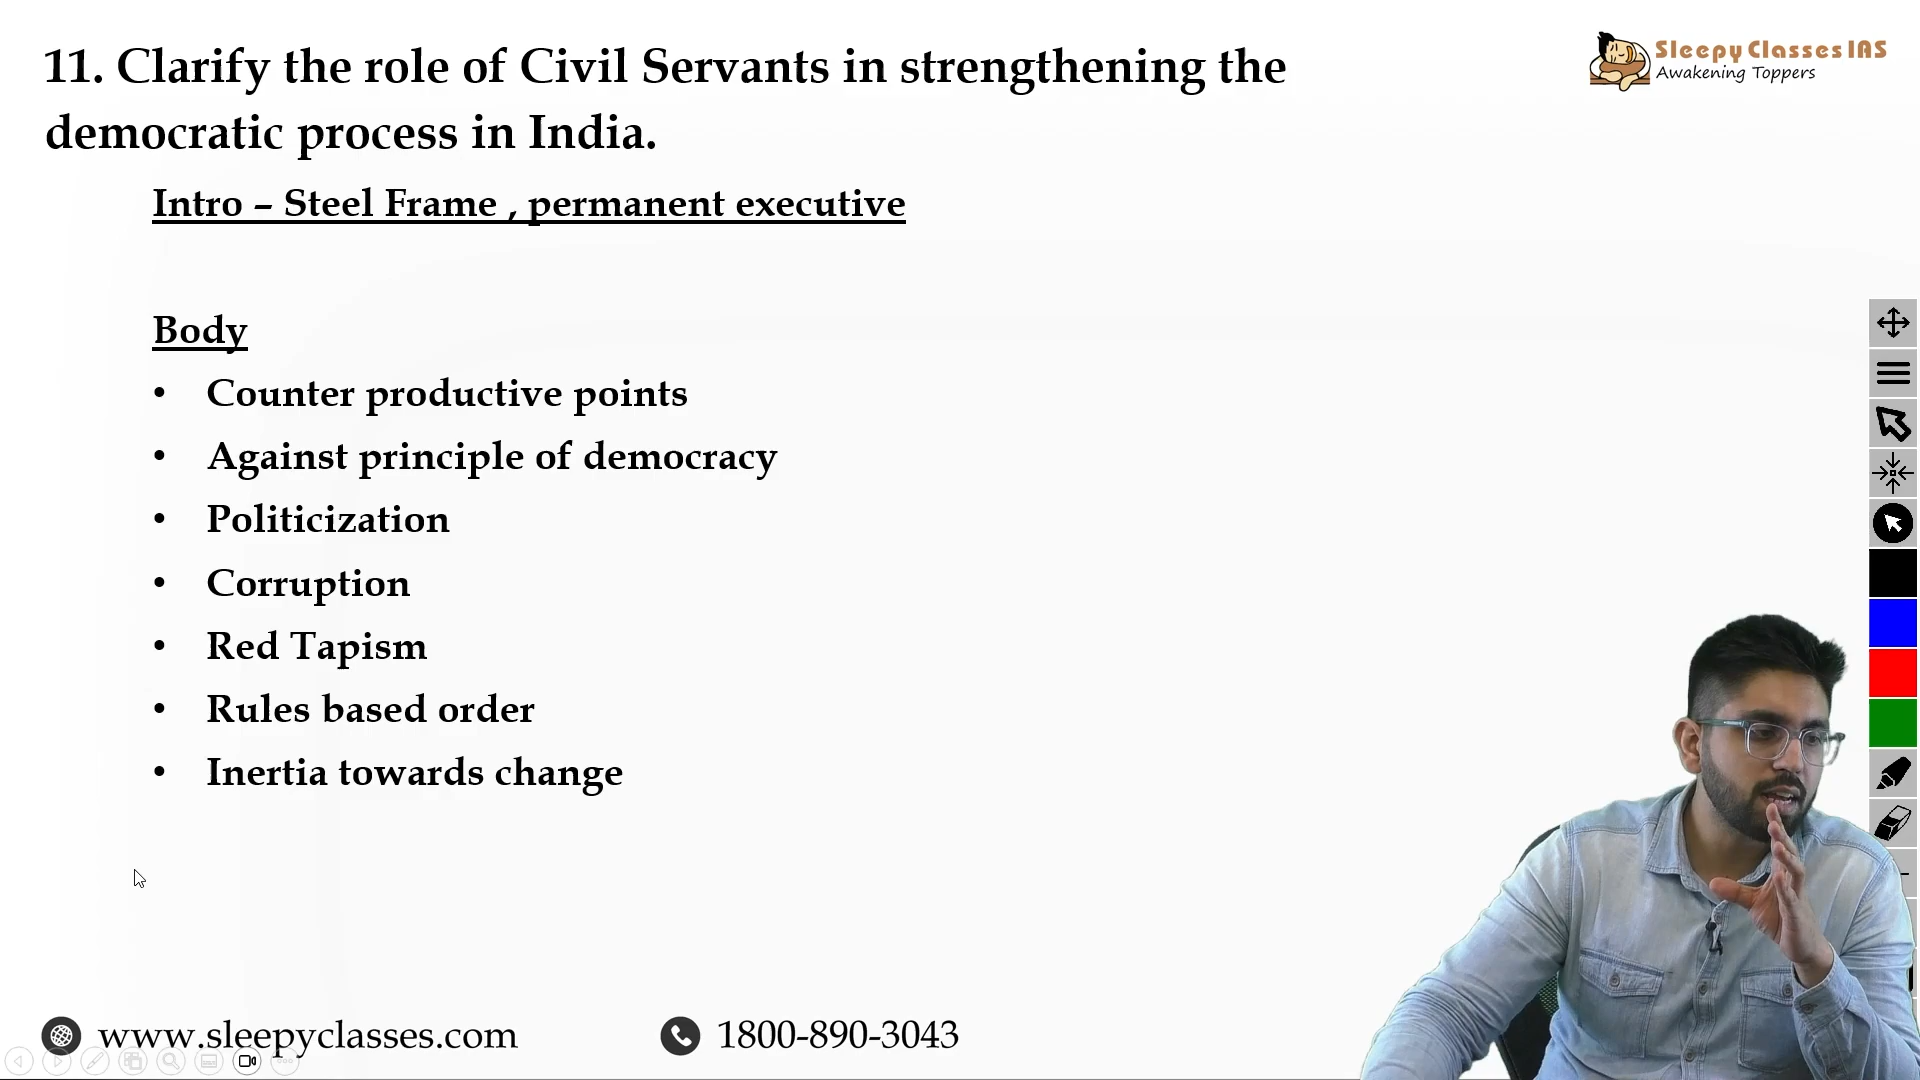 11. Clarify the role of Civil Servants in strengthening the
democratic process in India.
Sleepy Classes IAS
Awakening Toppers
Intro – Steel Frame , permanent executive
Body
• Counter productive points
• Against principle of democracy
• Politicization
• Corruption
• Red Tapism
• Rules based order
• Inertia towards change
www.sleepyclasses.com
1800-890-3043